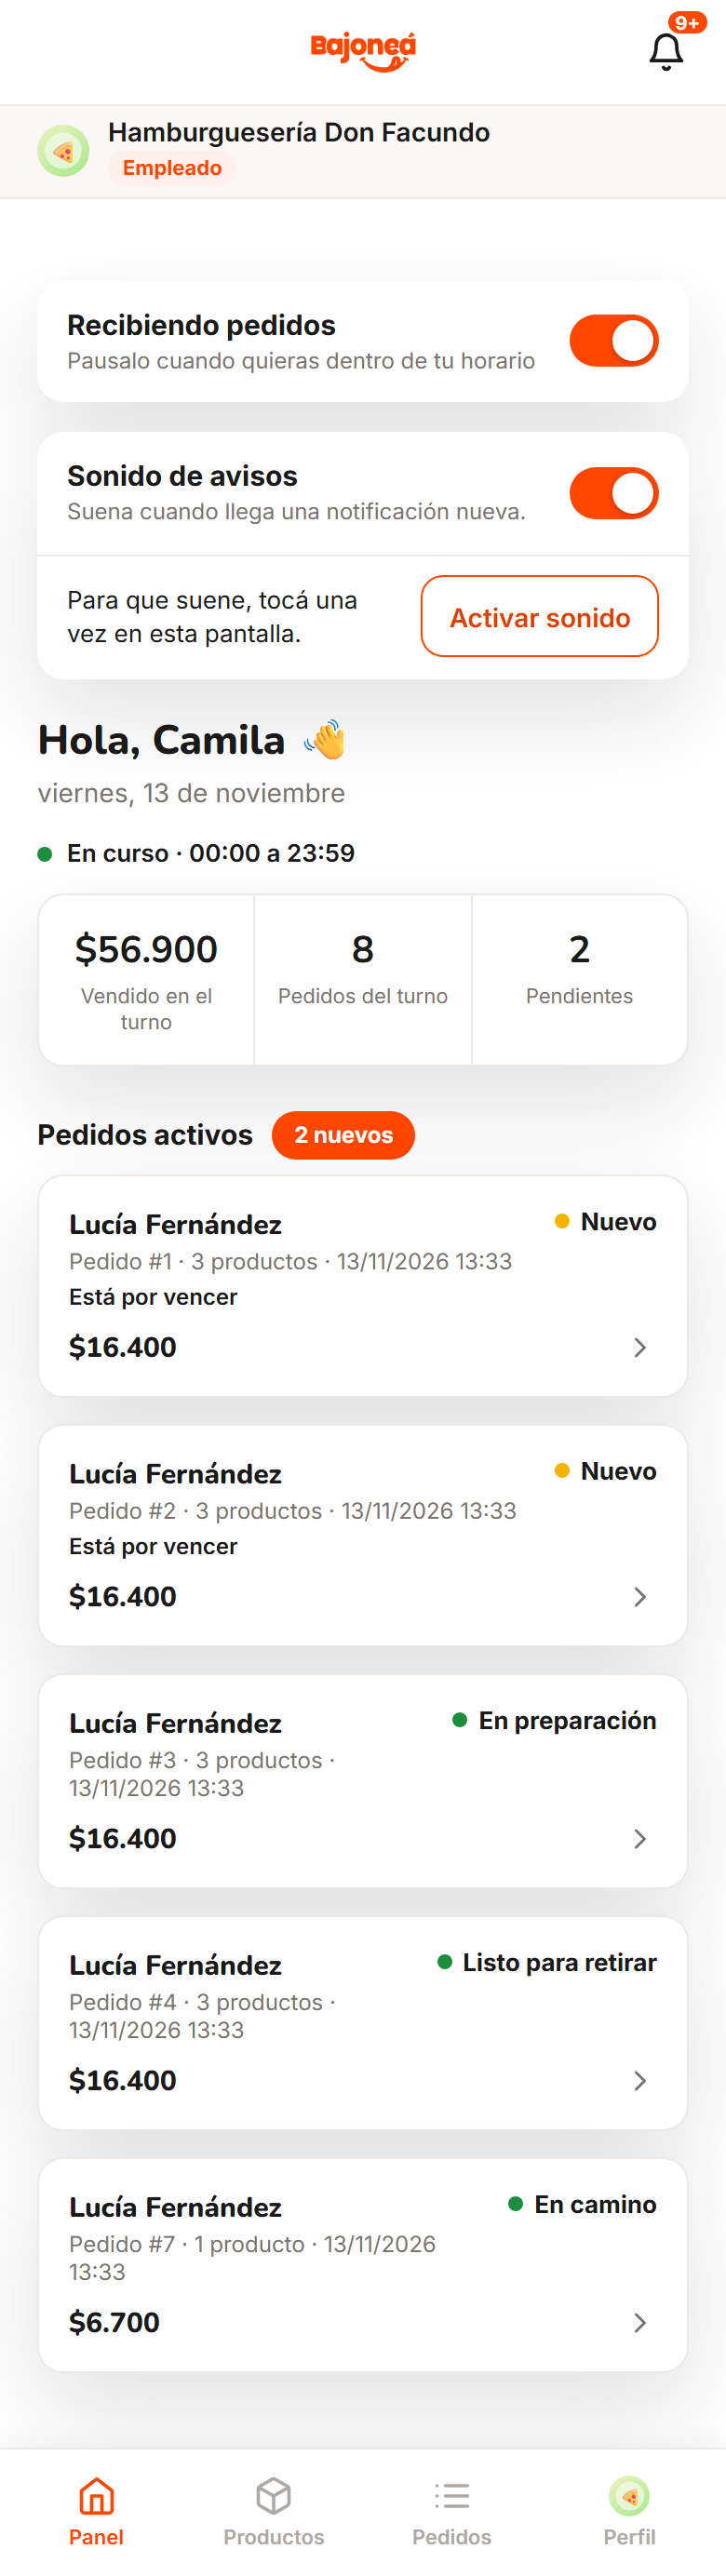 Bajoneá
9+
Hamburguesería Don Facundo
Empleado
Recibiendo pedidos
Pausalo cuando quieras dentro de tu horario
Sonido de avisos
Suena cuando llega una notificación nueva.
Para que suene, tocá una
vez en esta pantalla.
Activar sonido
Hola, Camila
viernes, 13 de noviembre
En curso · 00:00 a 23:59
$56.900
Vendido en el
turno
8
Pedidos del turno
2
Pendientes
Pedidos activos
2 nuevos
Lucía Fernández
Nuevo
Pedido #1 · 3 productos · 13/11/2026 13:33
Está por vencer
$16.400
Lucía Fernández
Nuevo
Pedido #2 · 3 productos · 13/11/2026 13:33
Está por vencer
$16.400
Lucía Fernández
En preparación
Pedido #3 · 3 productos ·
13/11/2026 13:33
$16.400
Lucía Fernández
Listo para retirar
Pedido #4 · 3 productos ·
13/11/2026 13:33
$16.400
Lucía Fernández
En camino
Pedido #7 · 1 producto · 13/11/2026
13:33
$6.700
Panel
Productos
Pedidos
Perfil